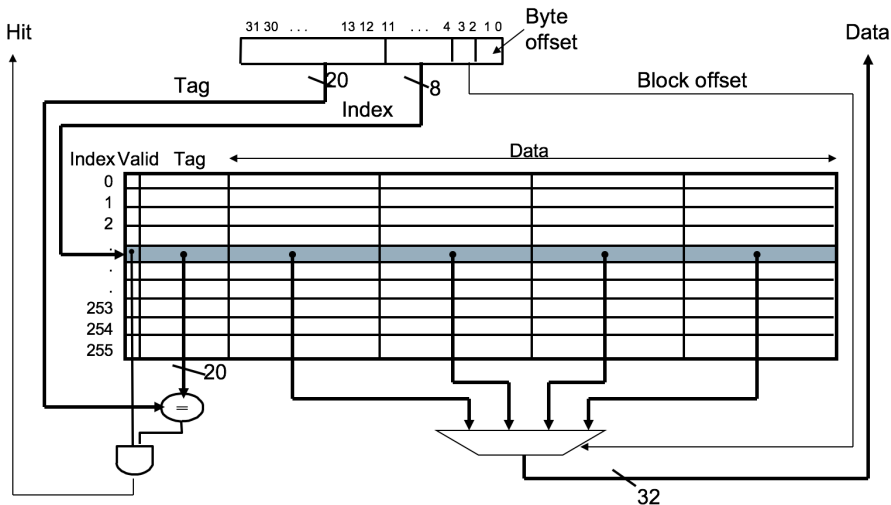 Hit
31 30 ... 13 12 11 ... 4 3 2 1 0
Byte
offset
Data
20
8
Tag
Index
Block offset
Index Valid Tag
Data
0
1
2
.
.
.
253
254
255
20
=
32